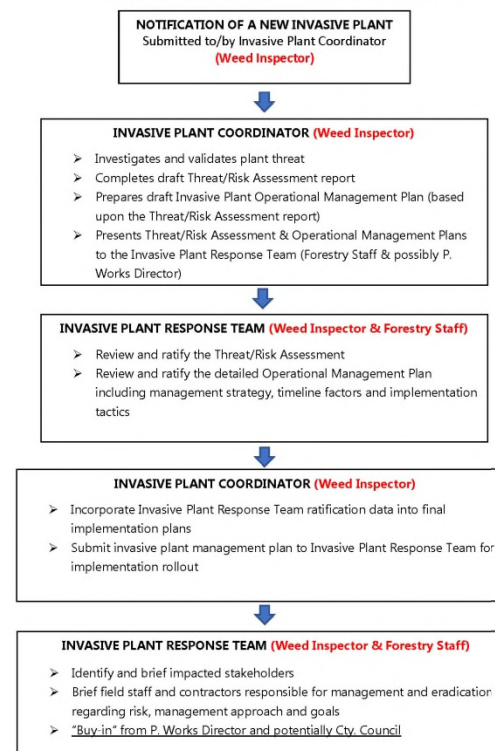 NOTIFICATION OF A NEW INVASIVE PLANT
Submitted to/by Invasive Plant Coordinator
(Weed Inspector)
INVASIVE PLANT COORDINATOR (Weed Inspector)
➤ Investigates and validates plant threat
➤ Completes draft Threat/Risk Assessment report
➤ Prepares draft Invasive Plant Operational Management Plan (based
upon the Threat/Risk Assessment report)
➤ Presents Threat/Risk Assessment & Operational Management Plans
to the Invasive Plant Response Team (Forestry Staff & possibly P.
Works Director)
INVASIVE PLANT RESPONSE TEAM (Weed Inspector & Forestry Staff)
➤ Review and ratify the Threat/Risk Assessment
➤ Review and ratify the detailed Operational Management Plan
including management strategy, timeline factors and implementation
tactics
INVASIVE PLANT COORDINATOR (Weed Inspector)
➤ Incorporate Invasive Plant Response Team ratification data into final
implementation plans
➤ Submit invasive plant management plan to Invasive Plant Response Team for
implementation rollout
INVASIVE PLANT RESPONSE TEAM (Weed Inspector & Forestry Staff)
➤ Identify and brief impacted stakeholders
➤ Brief field staff and contractors responsible for management and eradication
regarding risk, management approach and goals
➤ "Buy-in" from P. Works Director and potentially Cty. Council